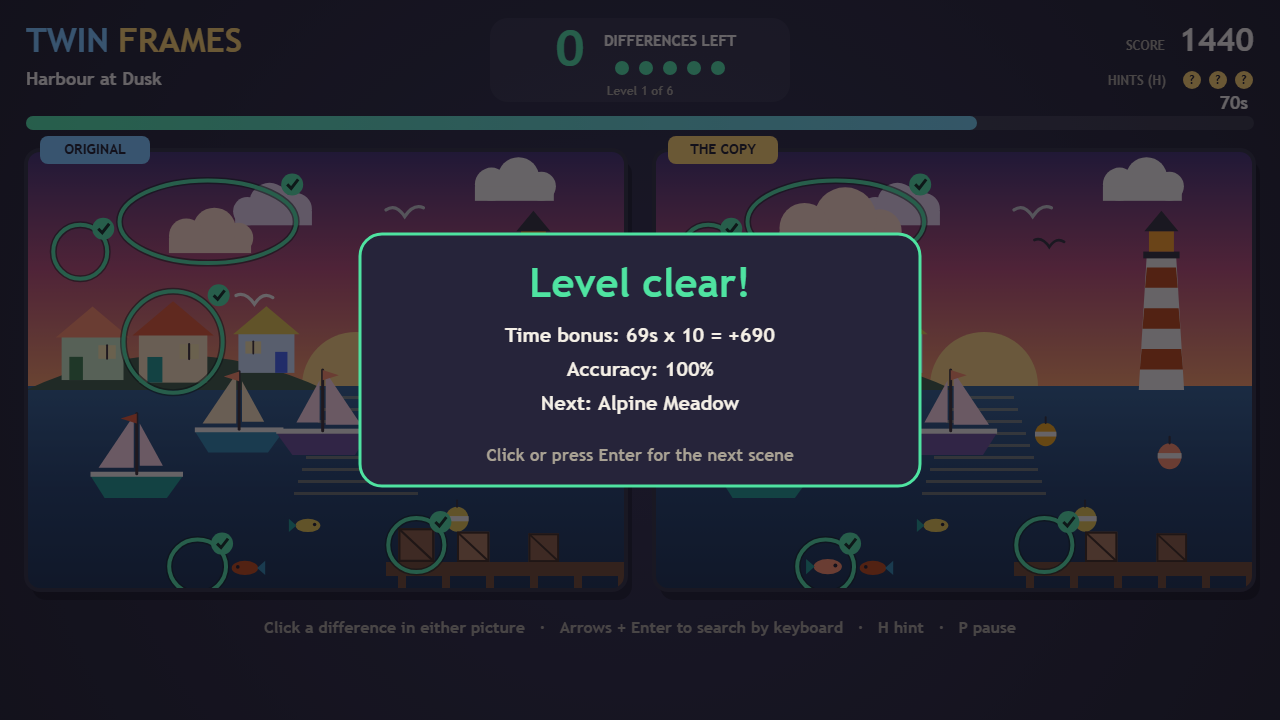 TWIN FRAMES
Harbour at Dusk
0 DIFFERENCES LEFT
Level 1 of 6
SCORE 1440
HINTS (H) ? ? ?
70s
ORIGINAL
THE COPY
Level clear!
Time bonus: 69s x 10 = +690
Accuracy: 100%
Next: Alpine Meadow
Click or press Enter for the next scene
Click a difference in either picture · Arrows + Enter to search by keyboard · H hint · P pause